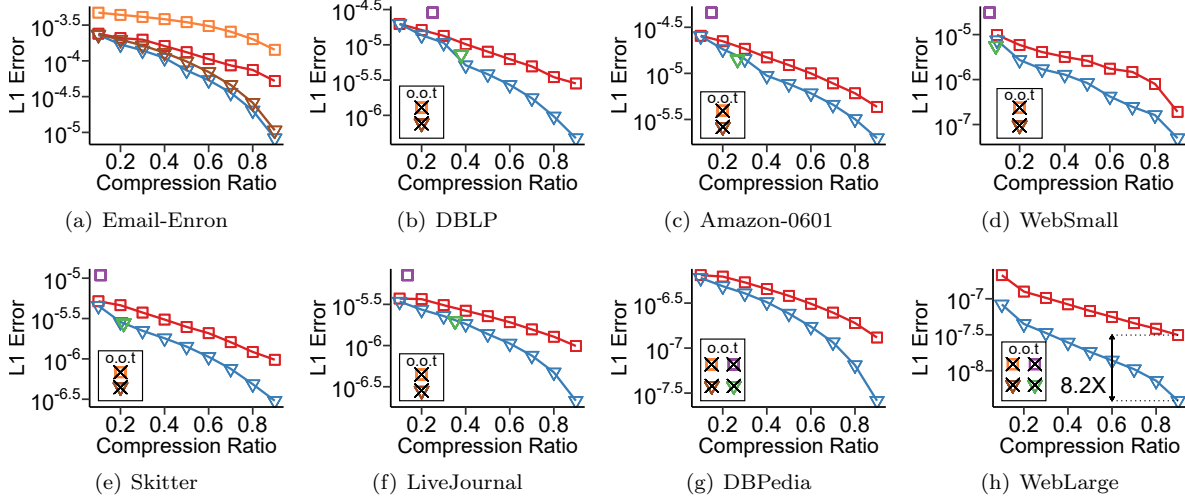 L1 Error
10^-3.5
10^-4
10^-4.5
10^-5
0.2 0.4 0.6 0.8
Compression Ratio
(a) Email-Enron
L1 Error
10^-4.5
10^-5
10^-5.5
10^-6
o.o.t
0.2 0.4 0.6 0.8
Compression Ratio
(b) DBLP
L1 Error
10^-4.5
10^-5
10^-5.5
o.o.t
0.2 0.4 0.6 0.8
Compression Ratio
(c) Amazon-0601
L1 Error
10^-5
10^-6
10^-7
o.o.t
0.2 0.4 0.6 0.8
Compression Ratio
(d) WebSmall
L1 Error
10^-5
10^-5.5
10^-6
10^-6.5
o.o.t
0.2 0.4 0.6 0.8
Compression Ratio
(e) Skitter
L1 Error
10^-5.5
10^-6
10^-6.5
o.o.t
0.2 0.4 0.6 0.8
Compression Ratio
(f) LiveJournal
L1 Error
10^-6.5
10^-7
10^-7.5
o.o.t
0.2 0.4 0.6 0.8
Compression Ratio
(g) DBPedia
L1 Error
10^-7
10^-7.5
10^-8
o.o.t
8.2X
0.2 0.4 0.6 0.8
Compression Ratio
(h) WebLarge